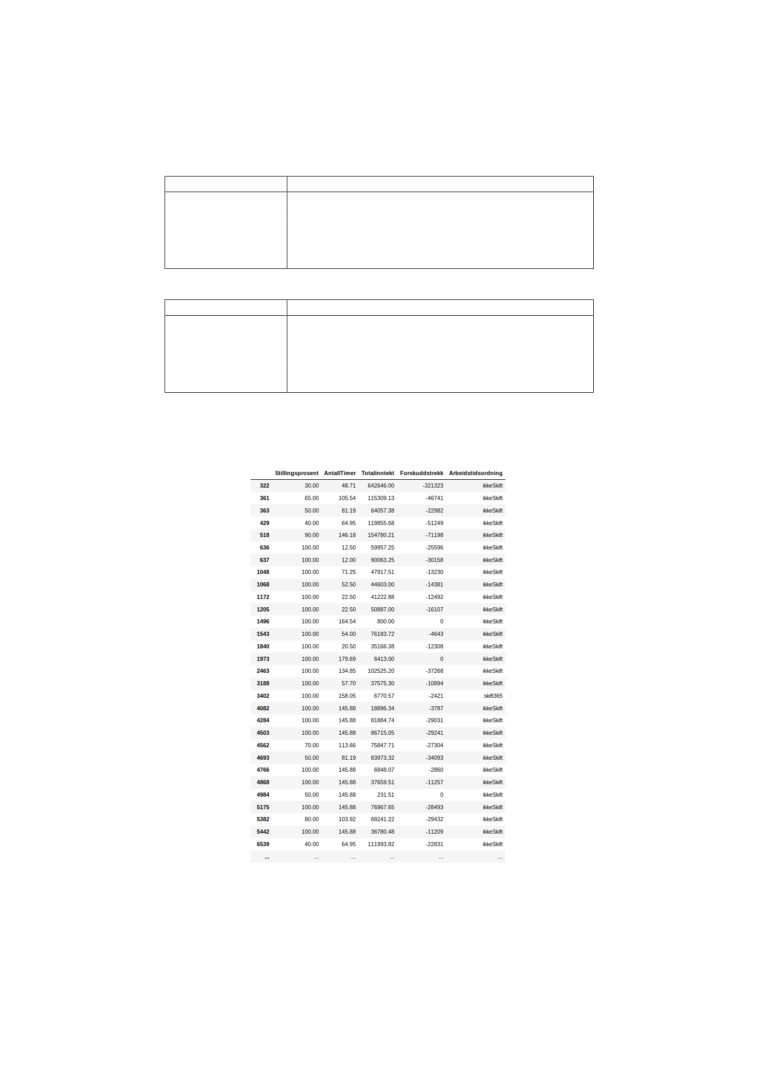 Stillingsprosent AntallTimer Totalinntekt Forskuddstrekk Arbeidstidsordning
322 30.00 48.71 642646.00 -321323 ikkeSkift
361 65.00 105.54 115309.13 -46741 ikkeSkift
363 50.00 81.19 64057.38 -22982 ikkeSkift
429 40.00 64.95 119855.68 -51249 ikkeSkift
518 90.00 146.18 154780.21 -71198 ikkeSkift
636 100.00 12.50 59957.25 -25596 ikkeSkift
637 100.00 12.00 90063.25 -30158 ikkeSkift
1048 100.00 71.25 47917.51 -13230 ikkeSkift
1068 100.00 52.50 44603.00 -14381 ikkeSkift
1172 100.00 22.50 41222.88 -12492 ikkeSkift
1205 100.00 22.50 50887.00 -16107 ikkeSkift
1496 100.00 164.54 800.00 0 ikkeSkift
1543 100.00 54.00 76183.72 -4643 ikkeSkift
1840 100.00 20.50 35166.38 -12308 ikkeSkift
1973 100.00 179.69 6413.00 0 ikkeSkift
2463 100.00 134.85 102525.20 -37268 ikkeSkift
3188 100.00 57.70 37575.30 -10894 ikkeSkift
3402 100.00 158.05 6770.57 -2421 skift365
4082 100.00 145.88 18896.34 -3787 ikkeSkift
4284 100.00 145.88 81884.74 -29031 ikkeSkift
4503 100.00 145.88 86715.05 -29241 ikkeSkift
4562 70.00 113.66 75847.71 -27304 ikkeSkift
4693 50.00 81.19 83973.32 -34093 ikkeSkift
4766 100.00 145.88 6848.07 -2860 ikkeSkift
4868 100.00 145.88 37659.51 -11257 ikkeSkift
4984 50.00 145.88 231.51 0 ikkeSkift
5175 100.00 145.88 76967.65 -28493 ikkeSkift
5382 80.00 103.92 68241.22 -29432 ikkeSkift
5442 100.00 145.88 36780.48 -11209 ikkeSkift
6539 40.00 64.95 111993.82 -22831 ikkeSkift
... ... ... ... ... ...